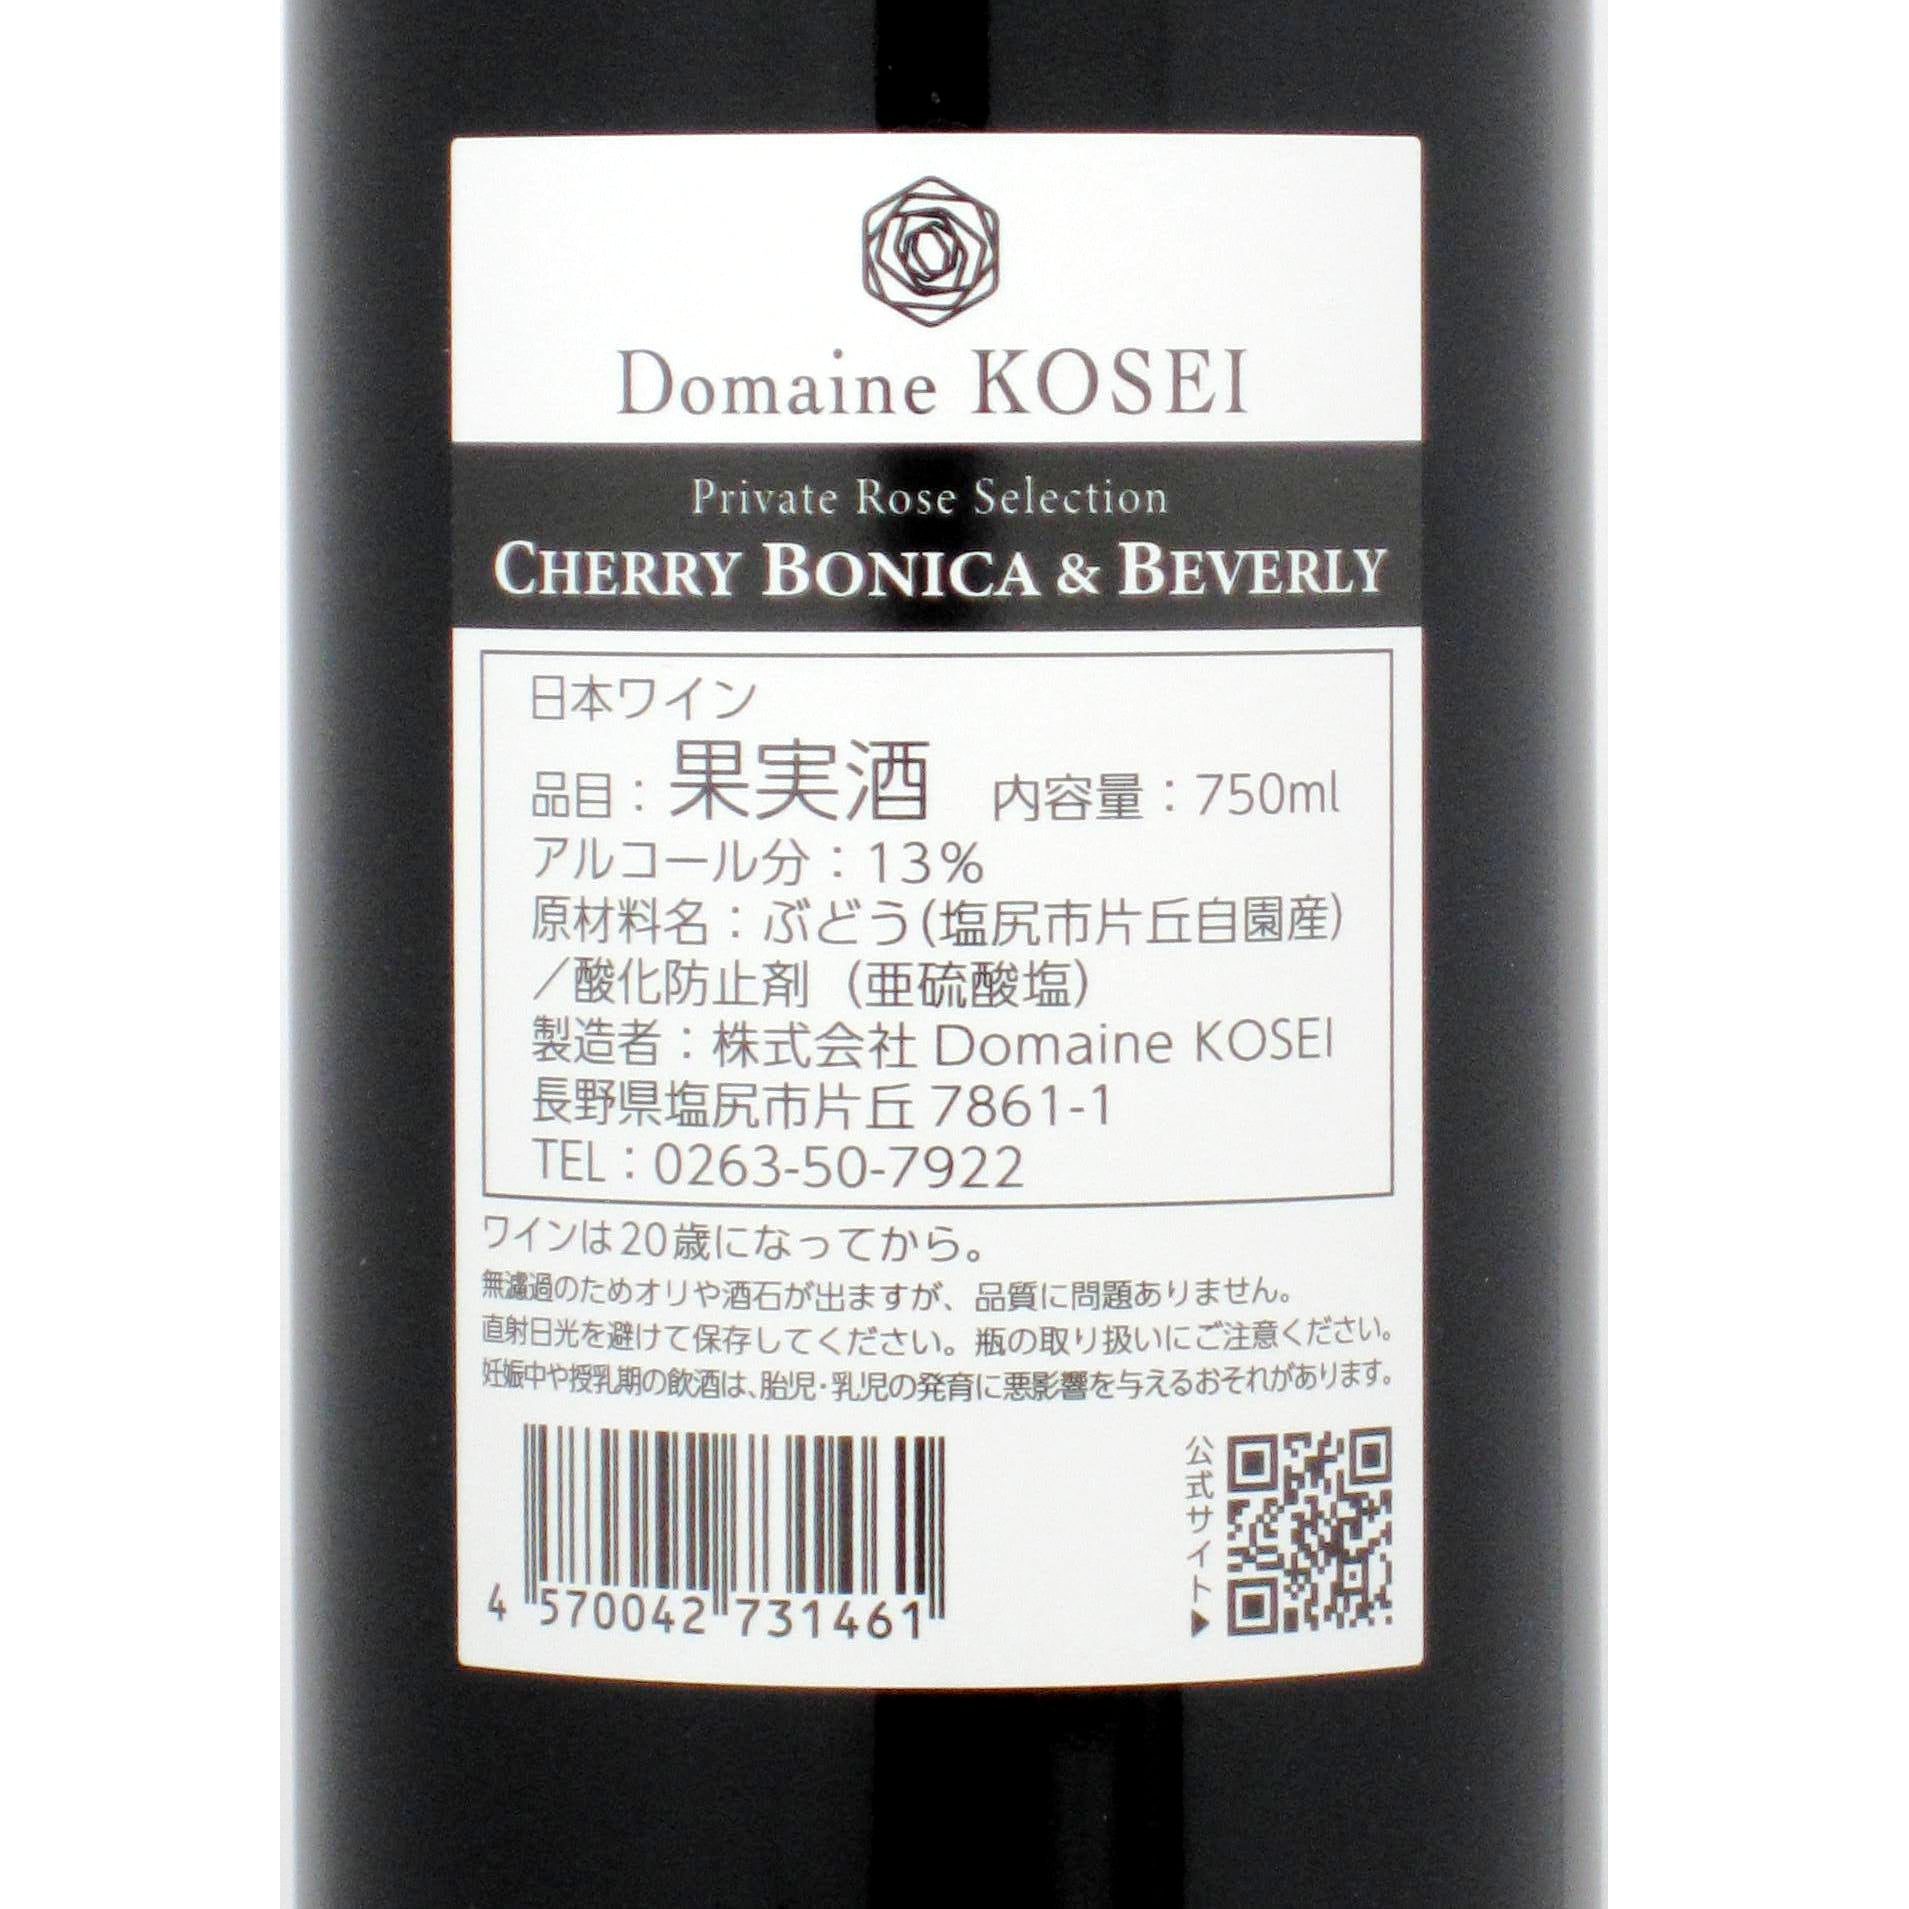 Domaine KOSEI
Private Rose Selection
CHERRY BONICA & BEVERLY
日本ワイン
品目：果実酒　内容量：750ml
アルコール分：13%
原材料名：ぶどう(塩尻市片丘自園産)
／酸化防止剤（亜硫酸塩）
製造者：株式会社 Domaine KOSEI
長野県塩尻市片丘 7861-1
TEL：0263-50-7922
ワインは20歳になってから。
無濾過のためオリや酒石が出ますが、品質に問題ありません。
直射日光を避けて保存してください。瓶の取り扱いにご注意ください。
妊娠中や授乳期の飲酒は、胎児・乳児の発育に悪影響を与えるおそれがあります。
4 570042 731461
公式サイト▶